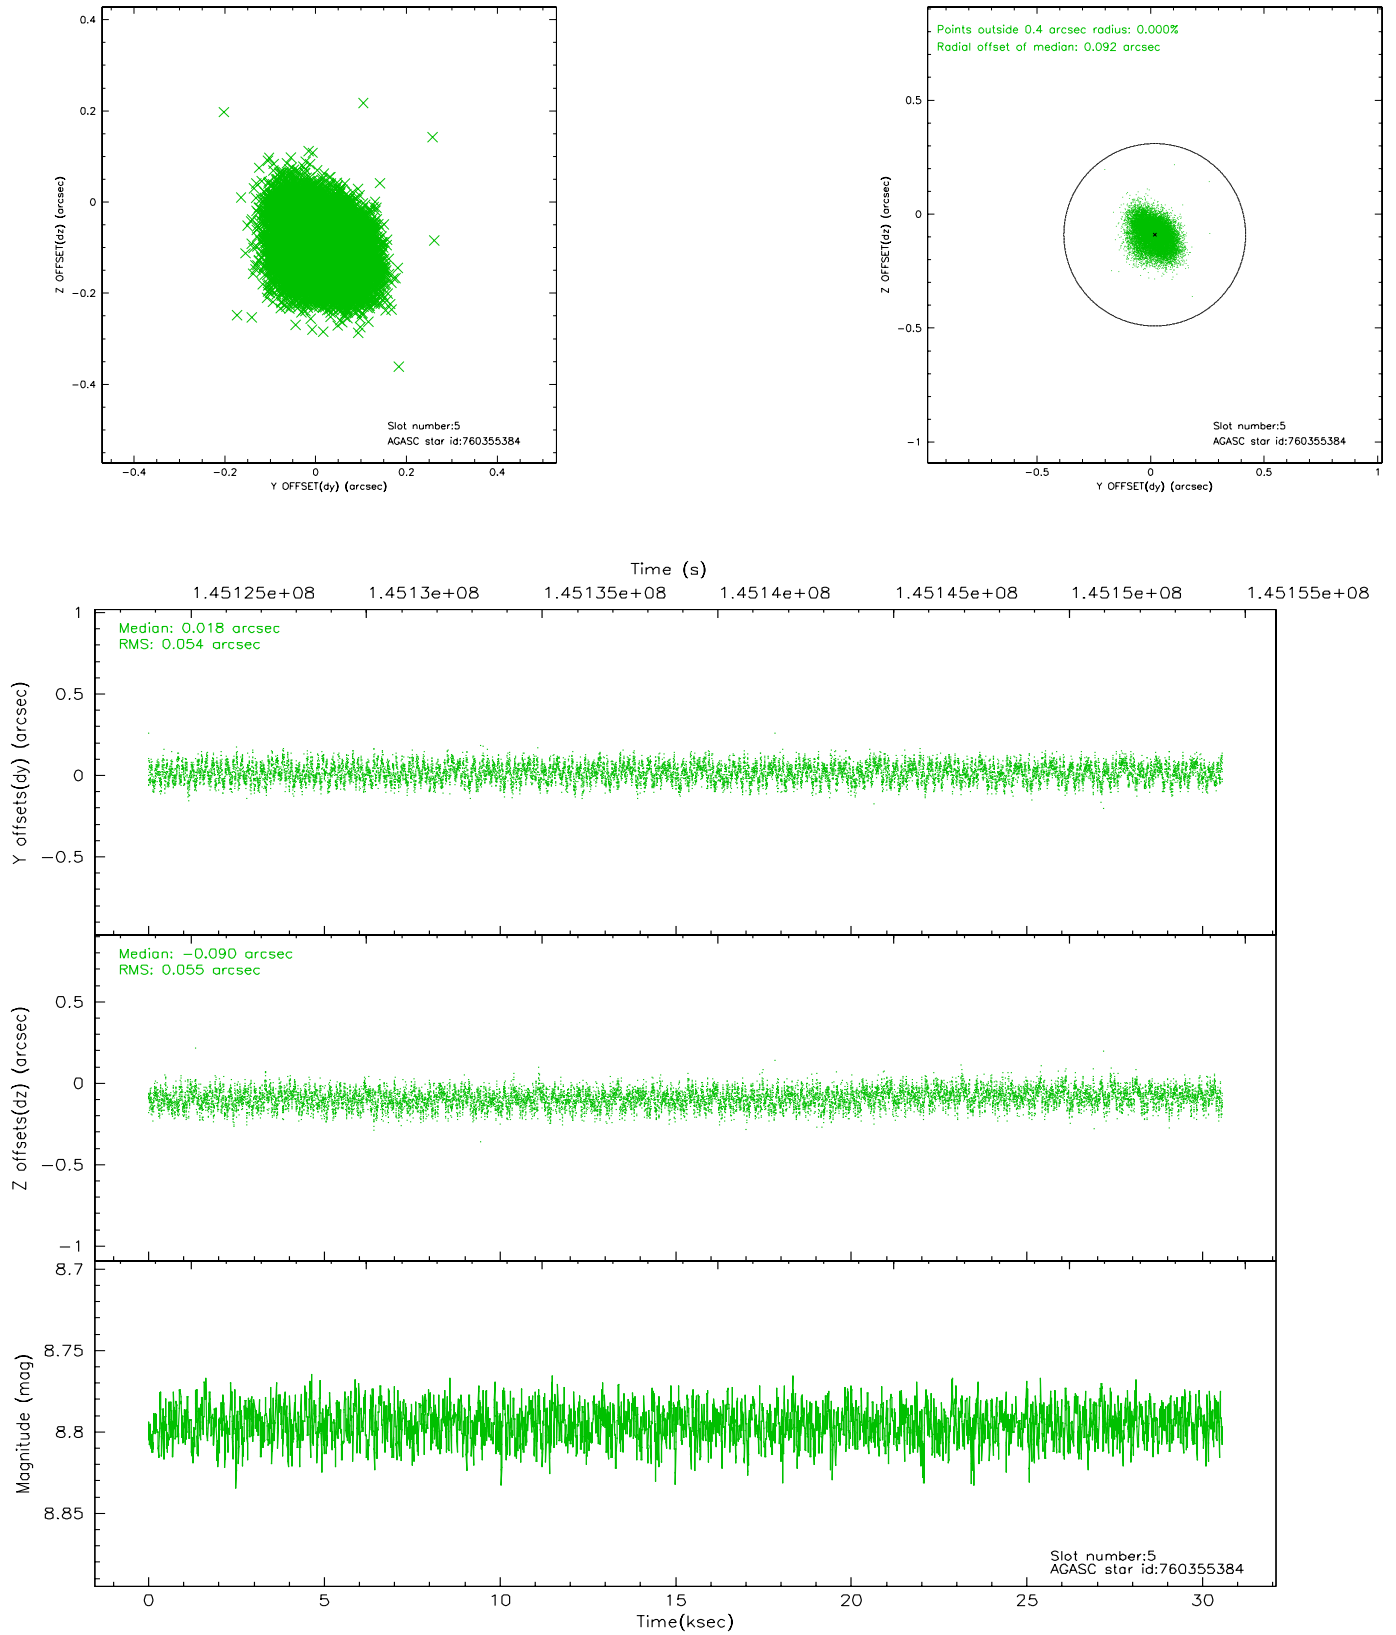 0.4
0.2
0
−0.2
−0.4
Z OFFSET(dz) (arcsec)
Slot number:5
AGASC star id:760355384
−0.4
−0.2
0
0.2
0.4
Y OFFSET(dy) (arcsec)
Points outside 0.4 arcsec radius: 0.000%
Radial offset of median: 0.092 arcsec
0.5
0
−0.5
−1
Z OFFSET(dz) (arcsec)
Slot number:5
AGASC star id:760355384
−0.5
0
0.5
1
Y OFFSET(dy) (arcsec)
Time (s)
1.45125e+08
1.4513e+08
1.45135e+08
1.4514e+08
1.45145e+08
1.4515e+08
1.45155e+08
Median: 0.018 arcsec
RMS: 0.054 arcsec
1
0.5
0
−0.5
Y offsets(dy) (arcsec)
Median: −0.090 arcsec
RMS: 0.055 arcsec
0.5
0
−0.5
−1
Z offsets(dz) (arcsec)
8.7
8.75
8.8
8.85
Magnitude (mag)
Slot number:5
AGASC star id:760355384
0
5
10
15
20
25
30
Time(ksec)